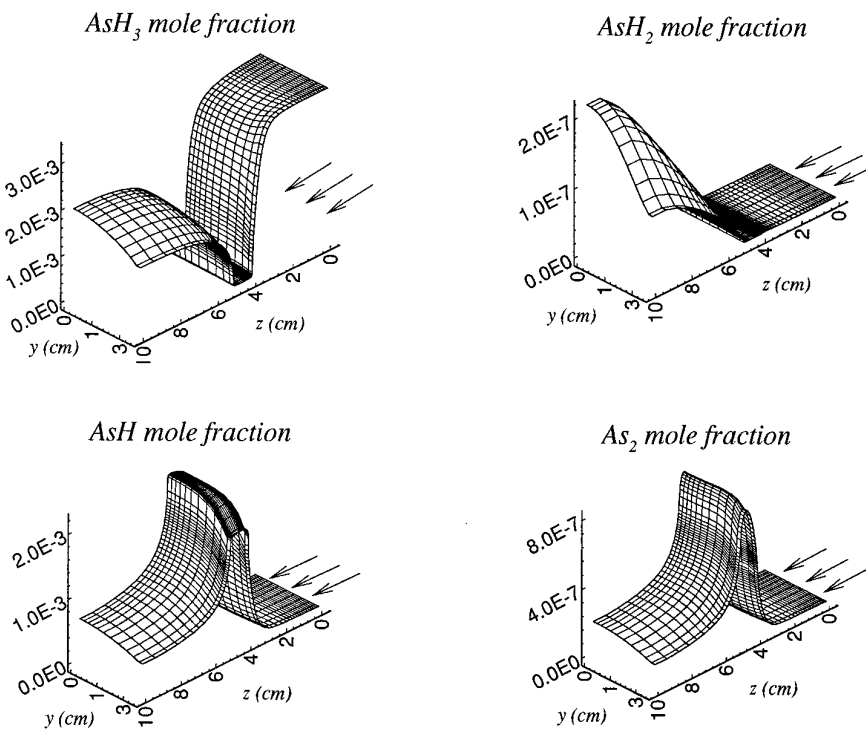 AsH3 mole fraction
3.0E-3
2.0E-3
1.0E-3
0.0E0
0
1
3
y (cm)
10
8
6
4
2
0
z (cm)
AsH2 mole fraction
2.0E-7
1.0E-7
0.0E0
0
1
3
y (cm)
10
8
6
4
2
0
z (cm)
AsH mole fraction
2.0E-3
1.0E-3
0.0E0
0
1
3
y (cm)
10
8
6
4
2
0
z (cm)
As2 mole fraction
8.0E-7
4.0E-7
0.0E0
0
1
3
y (cm)
10
8
6
4
2
0
z (cm)